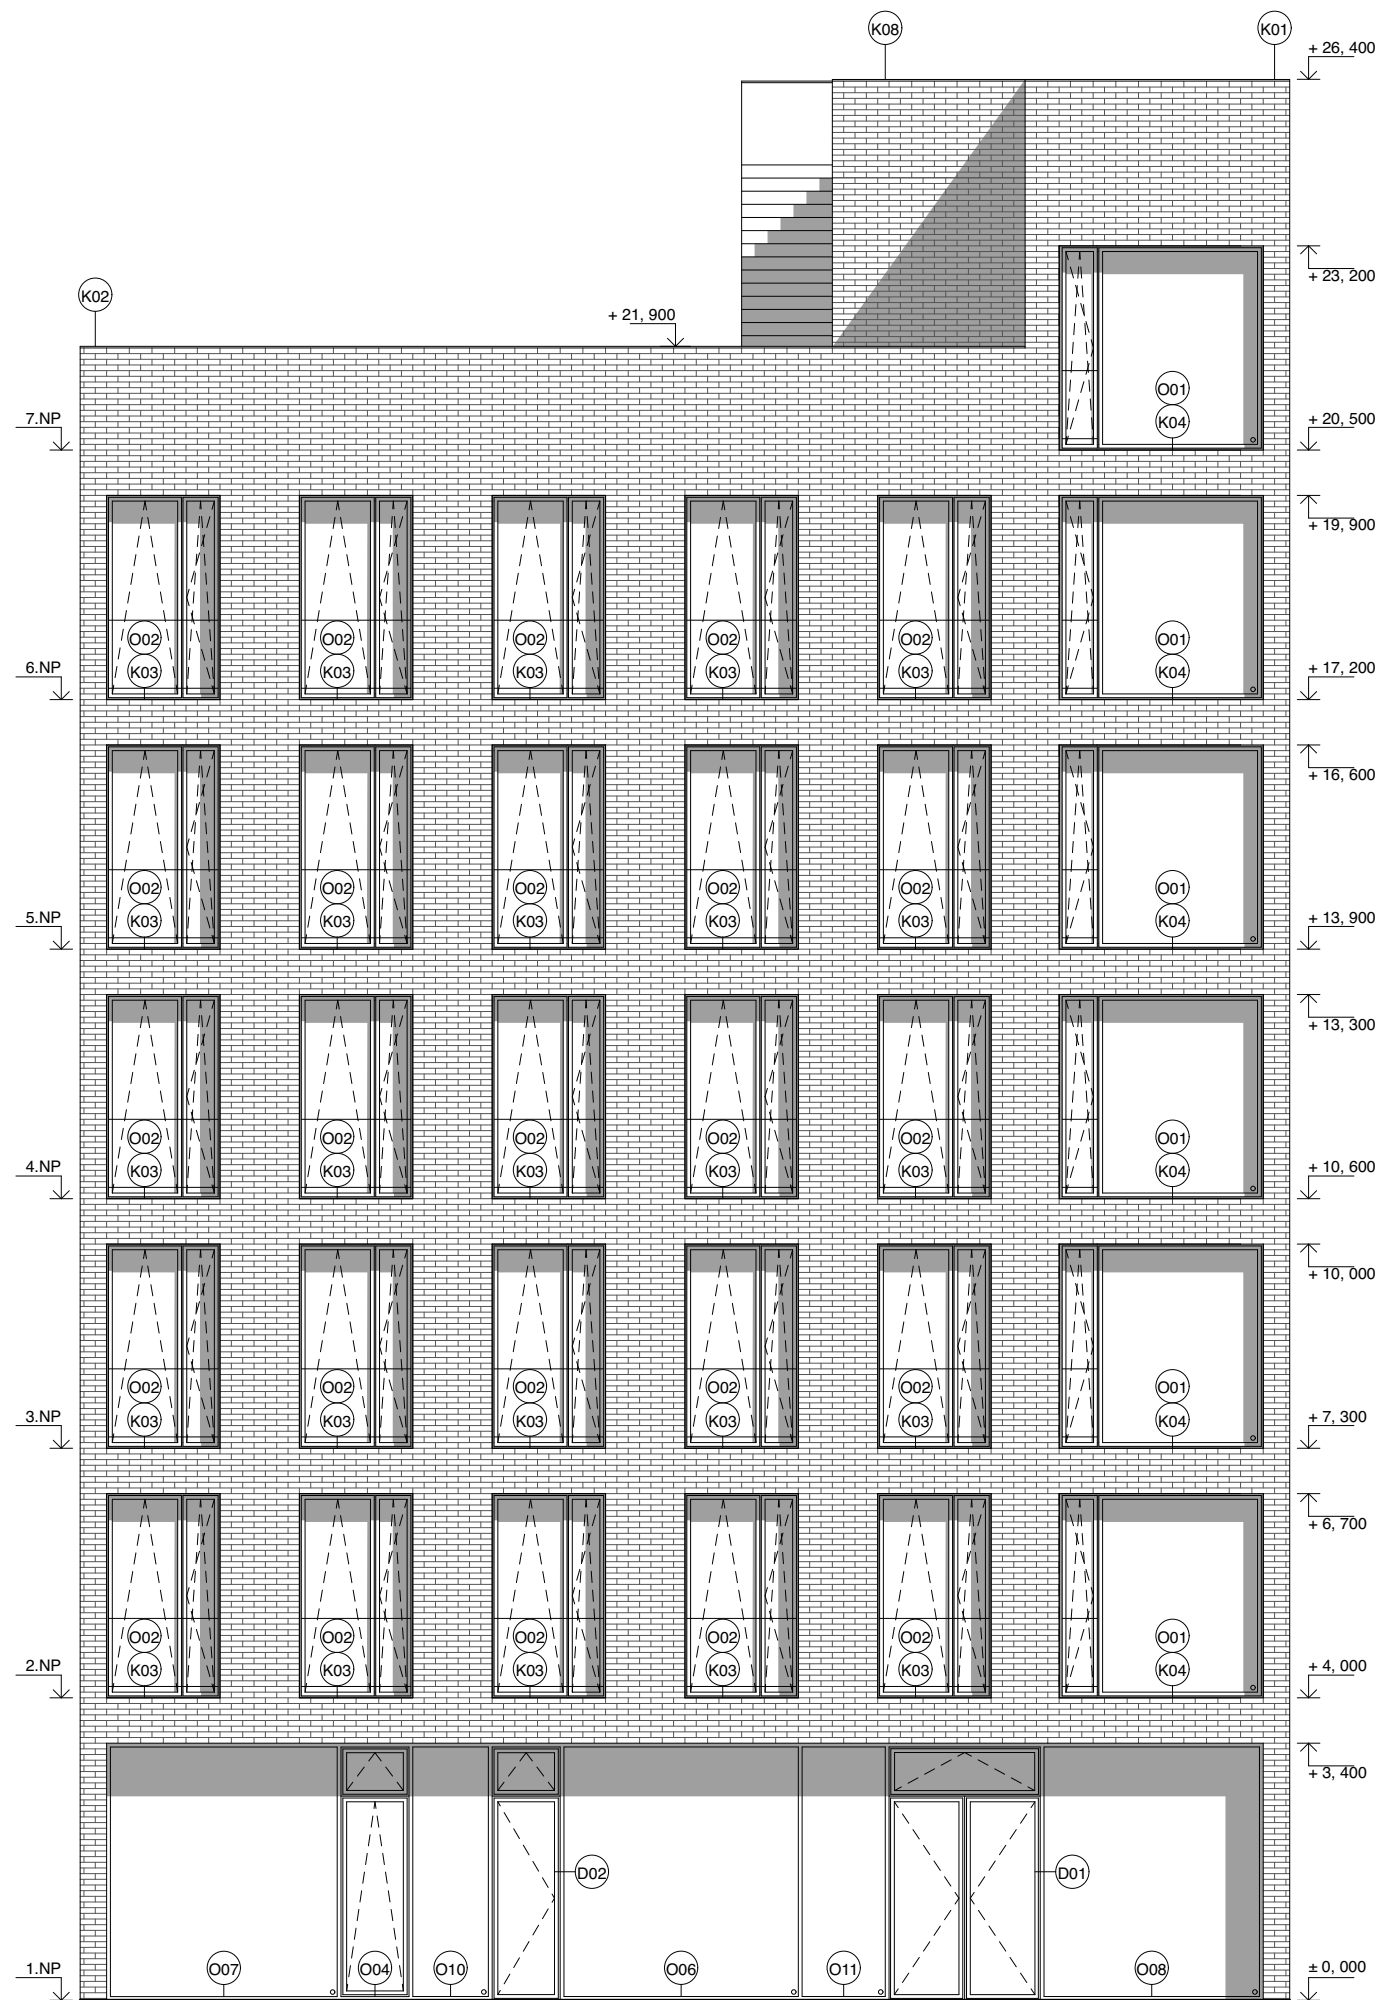 K08
K01
+ 26, 400
+ 23, 200
K02
+ 21, 900
O01
K04
7.NP
+ 20, 500
+ 19, 900
O02 O02 O02 O02 O02 O01
K03 K03 K03 K03 K03 K04
6.NP
+ 17, 200
+ 16, 600
O02 O02 O02 O02 O02 O01
K03 K03 K03 K03 K03 K04
5.NP
+ 13, 900
+ 13, 300
O02 O02 O02 O02 O02 O01
K03 K03 K03 K03 K03 K04
4.NP
+ 10, 600
+ 10, 000
O02 O02 O02 O02 O02 O01
K03 K03 K03 K03 K03 K04
3.NP
+ 7, 300
+ 6, 700
O02 O02 O02 O02 O02 O01
K03 K03 K03 K03 K03 K04
2.NP
+ 4, 000
+ 3, 400
D02 D01
O07 O04 O10 O06 O11 O08
1.NP
± 0, 000